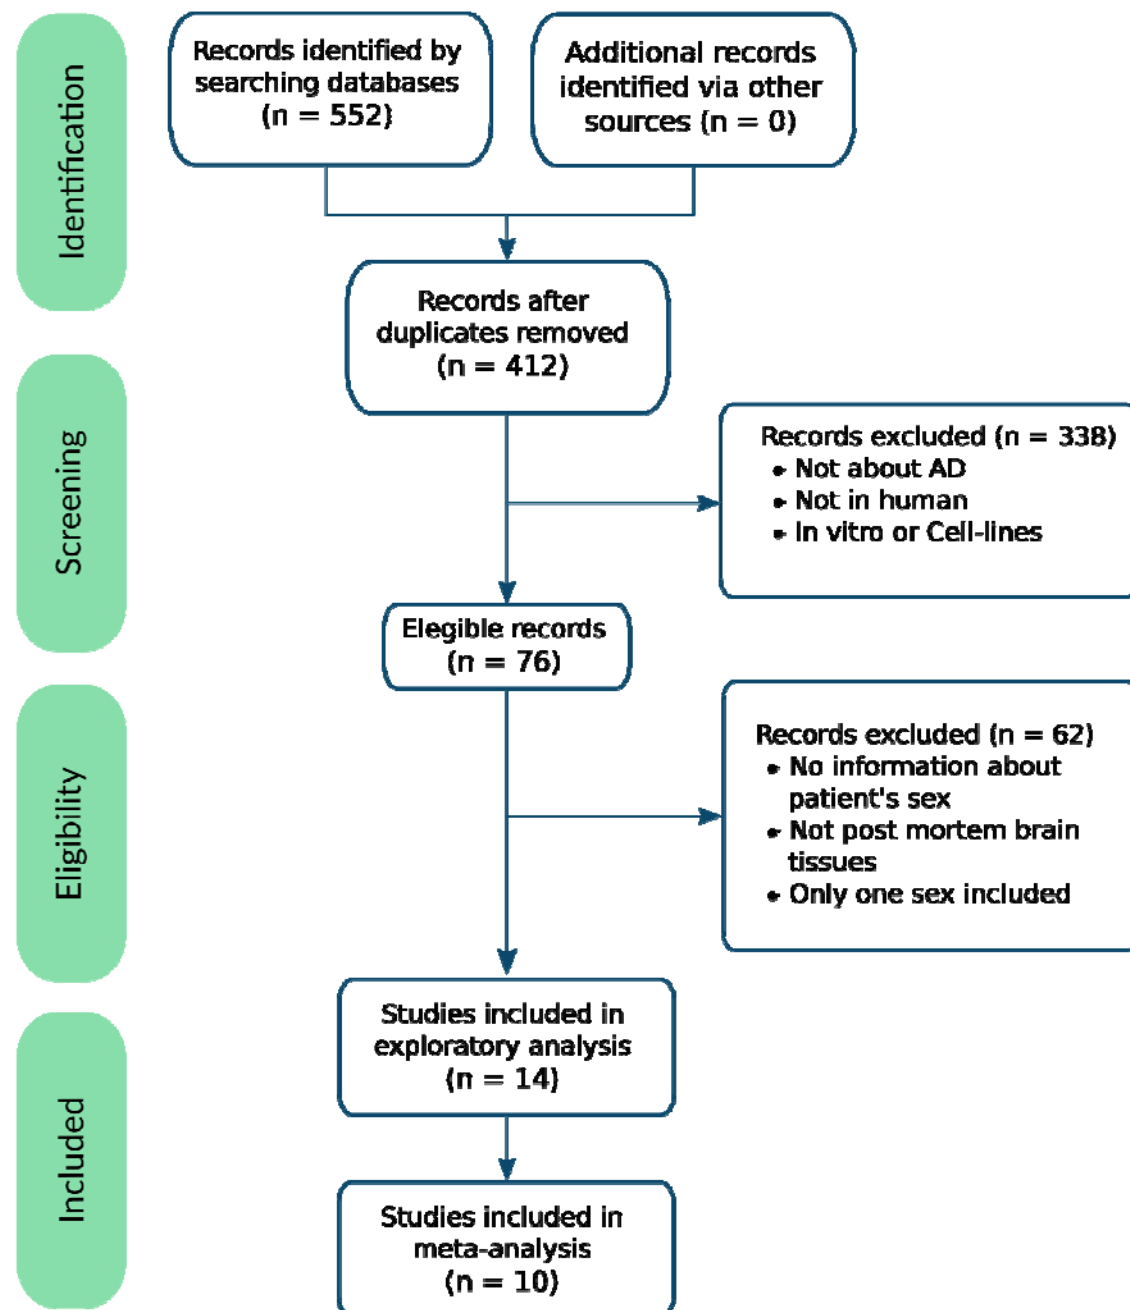 Identification
Records identified by
searching databases
(n = 552)
Additional records
identified via other
sources (n = 0)
Records after
duplicates removed
(n = 412)
Screening
Records excluded (n = 338)
• Not about AD
• Not in human
• In vitro or Cell-lines
Elegible records
(n = 76)
Eligibility
Records excluded (n = 62)
• No information about
patient's sex
• Not post mortem brain
tissues
• Only one sex included
Included
Studies included in
exploratory analysis
(n = 14)
Studies included in
meta-analysis
(n = 10)